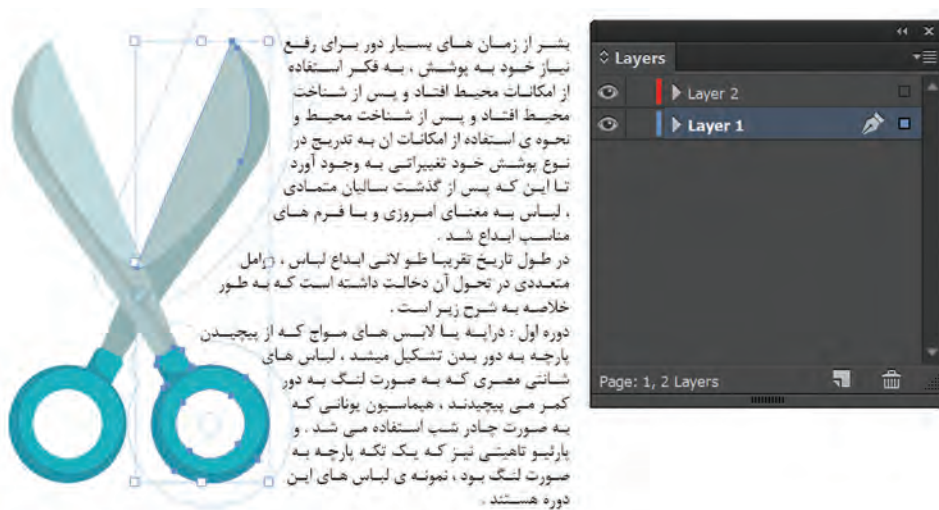 بشر از زمان های بسیار دور برای رفع
نیاز خود به پوشش ، به فکر استفاده
از امکانات محیط افتاد و پس از شناخت
محیط افتاد و پس از شناخت محیط و
نحوه ی استفاده از امکانات ان به تدریج در
نوع پوشش خود تغییراتی به وجود آورد
تا این که پس از گذشت سالیان متمادی
، لباس به معنای امروزی و با فرم های
مناسب ابداع شد .
در طول تاریخ تقریبا طو لانی ابداع لباس ،
متعددی در تحول آن دخالت داشته است که به طور
خلاصه به شرح زیر است .
دوره اول : دراپه یا لابس های مواج که از پیچیدن
پارچه به دور بدن تشکیل میشد ، لباس های
شانتی مصری که به صورت لنگ به دور
کمر می پیچیدند ، هیماسیون یونانی که
به صورت چادر شب استفاده می شد . و
پارئیو تاهیتی نیز که یک تکه پارچه به
صورت لنگ بود ، نمونه ی لباس های این
دوره هستند .
Layers
Layer 2
Layer 1
Page: 1, 2 Layers